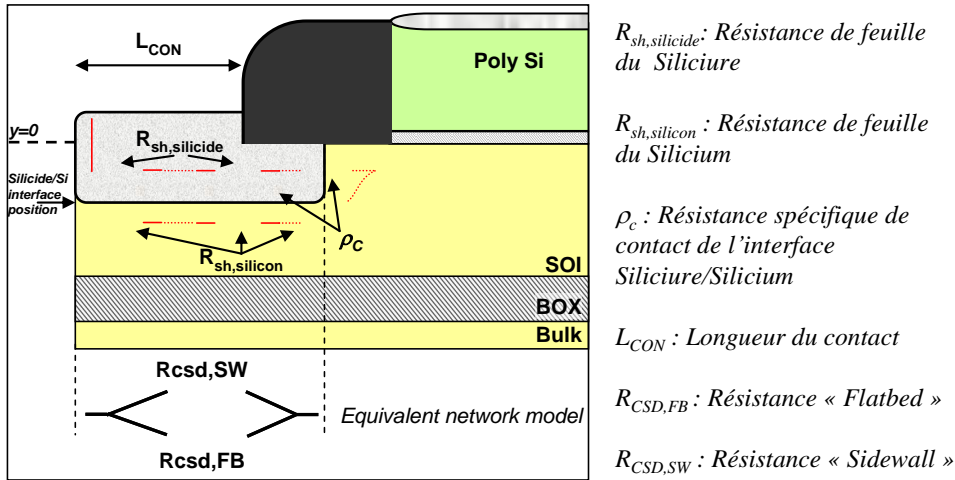 L_CON
Poly Si
y=0
R_sh,silicide
Silicide/Si
interface
position
ρ_C
R_sh,silicon
SOI
BOX
Bulk
Rcsd,SW
Equivalent network model
Rcsd,FB
R_sh,silicide : Résistance de feuille
du Siliciure
R_sh,silicon : Résistance de feuille
du Silicium
ρ_c : Résistance spécifique de
contact de l'interface
Siliciure/Silicium
L_CON : Longueur du contact
R_CSD,FB : Résistance « Flatbed »
R_CSD,SW : Résistance « Sidewall »